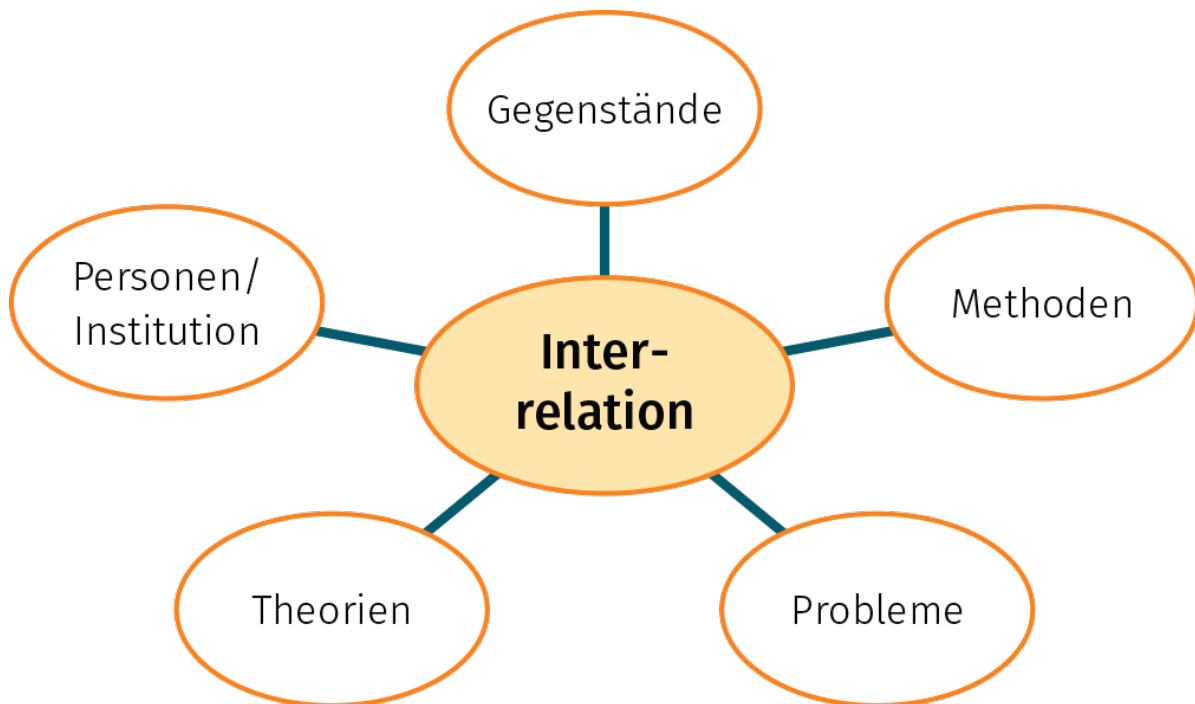 Gegenstände
Personen/
Institution
Methoden
Inter-
relation
Theorien
Probleme